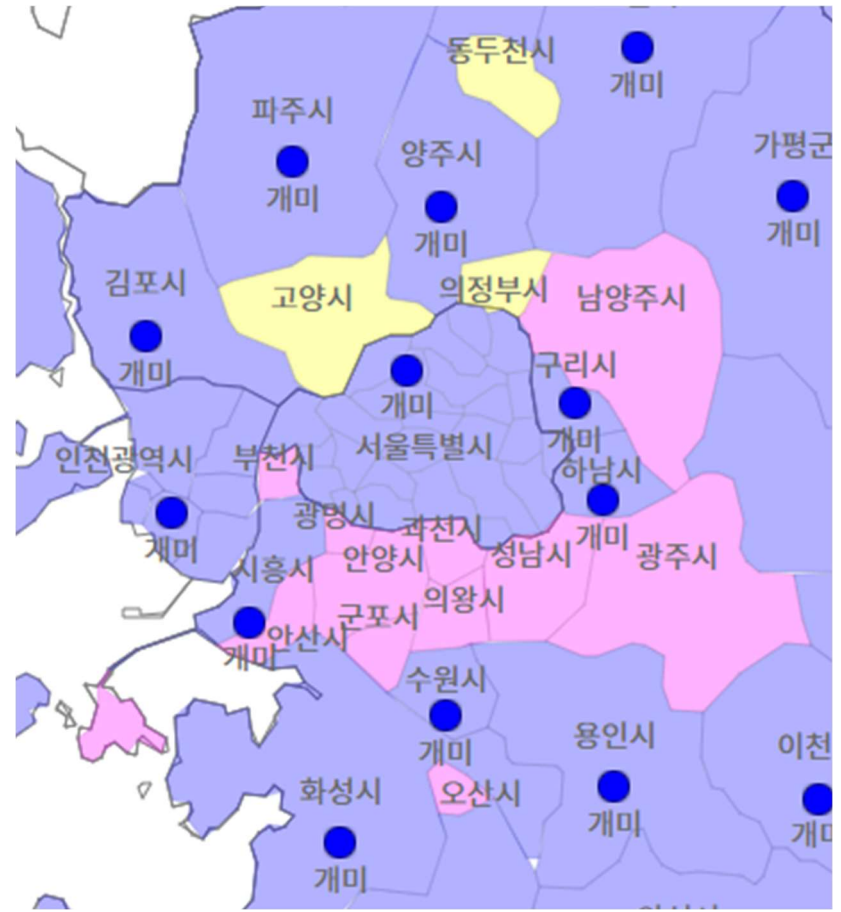 동두천시
개미
파주시
양주시
가평군
개미
개미
개미
김포시
고양시
의정부시
남양주시
개미
구리시
개미
개미
서울특별시
인천광역시
부천시
하남시
광명시
과천시
개미
개머
안양시
성남시
광주시
시흥시
의왕시
군포시
안산시
개미
수원시
개미
용인시
이천
화성시
오산시
개미
개미